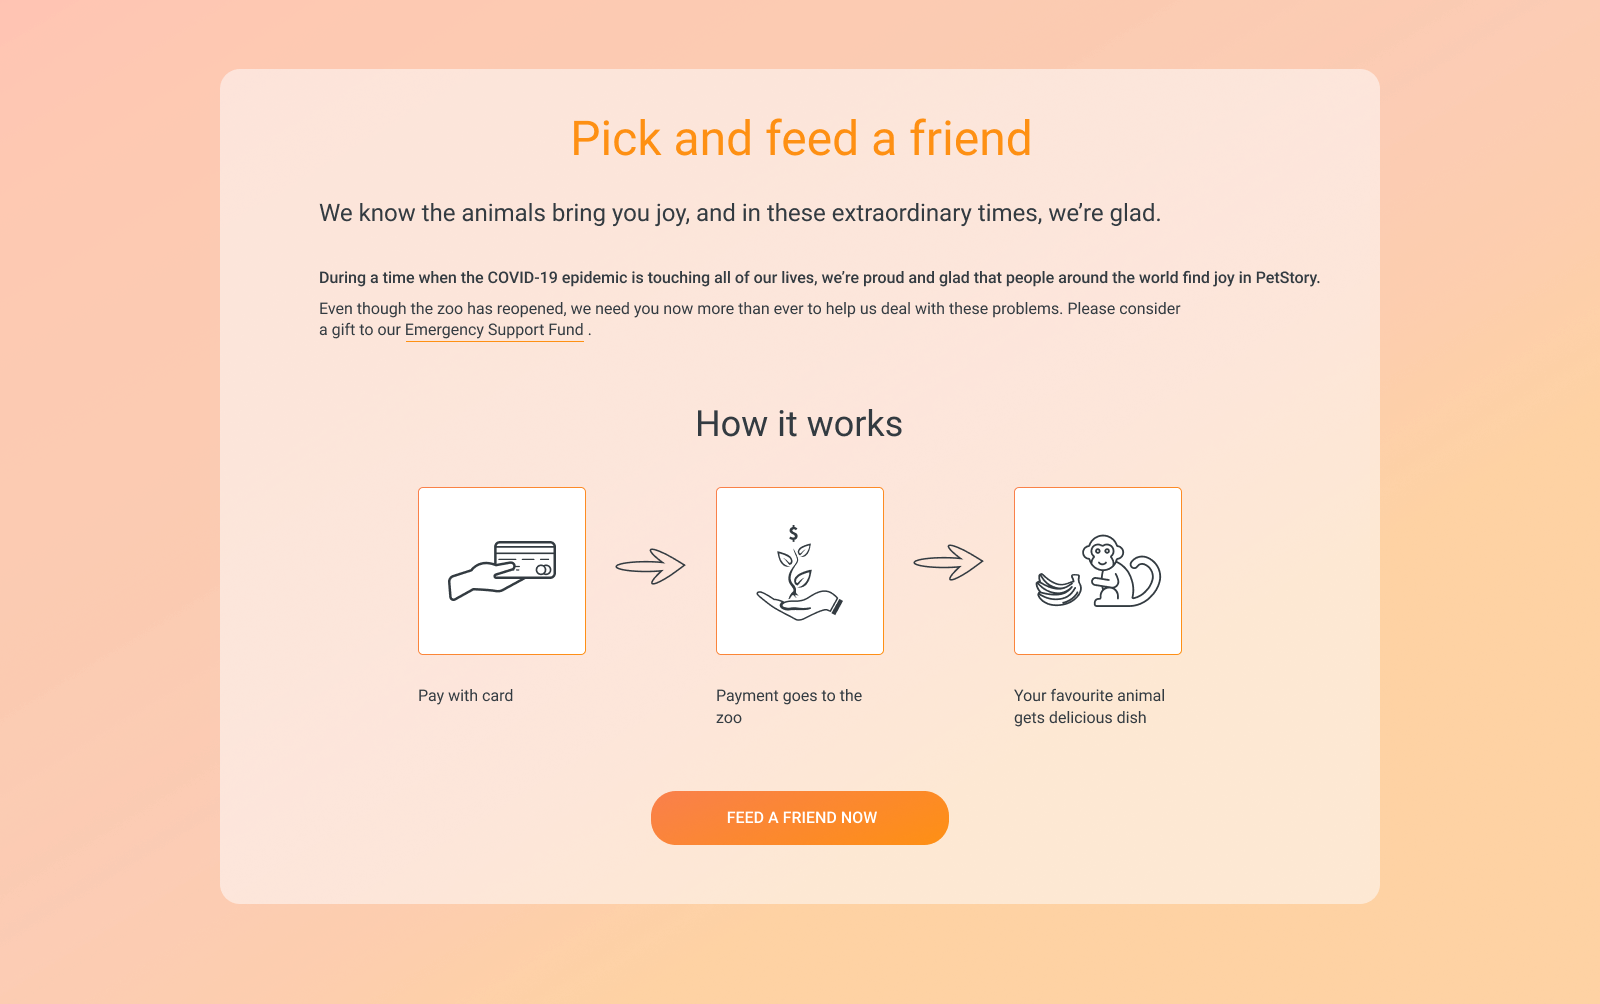 Pick and feed a friend
We know the animals bring you joy, and in these extraordinary times, we’re glad.
During a time when the COVID-19 epidemic is touching all of our lives, we’re proud and glad that people around the world find joy in PetStory.
Even though the zoo has reopened, we need you now more than ever to help us deal with these problems. Please consider
a gift to our Emergency Support Fund .
How it works
$
Pay with card
Payment goes to the
zoo
Your favourite animal
gets delicious dish
FEED A FRIEND NOW